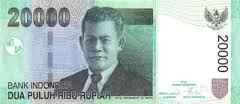 20000
BANK INDONESIA
DUA PULUH RIBU RUPIAH
20000